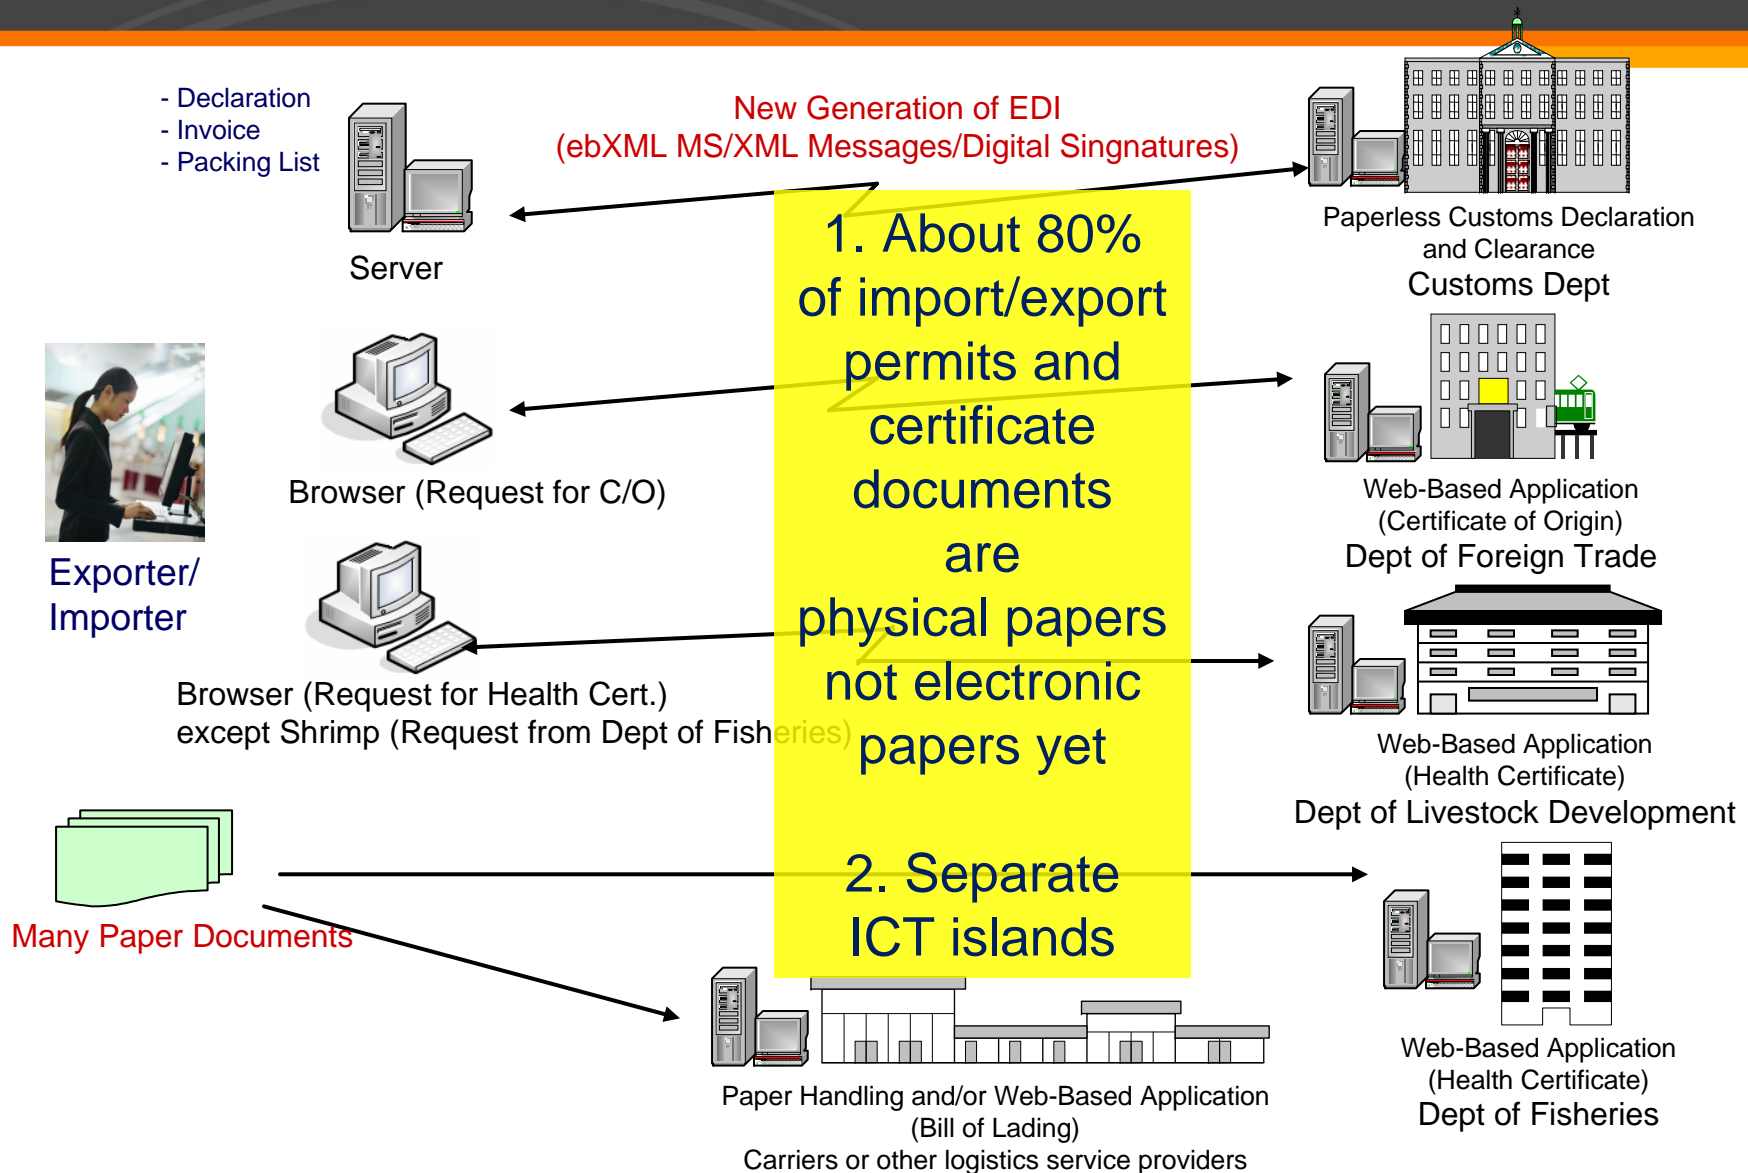 - Declaration
- Invoice
- Packing List
New Generation of EDI
(ebXML MS/XML Messages/Digital Singnatures)
Server
Paperless Customs Declaration
and Clearance
Customs Dept
1. About 80%
of import/export
permits and
certificate
documents
are
physical papers
not electronic
papers yet
2. Separate
ICT islands
Browser (Request for C/O)
Web-Based Application
(Certificate of Origin)
Dept of Foreign Trade
Exporter/
Importer
Browser (Request for Health Cert.)
except Shrimp (Request from Dept of Fisheries)
Web-Based Application
(Health Certificate)
Dept of Livestock Development
Many Paper Documents
Web-Based Application
(Health Certificate)
Dept of Fisheries
Paper Handling and/or Web-Based Application
(Bill of Lading)
Carriers or other logistics service providers